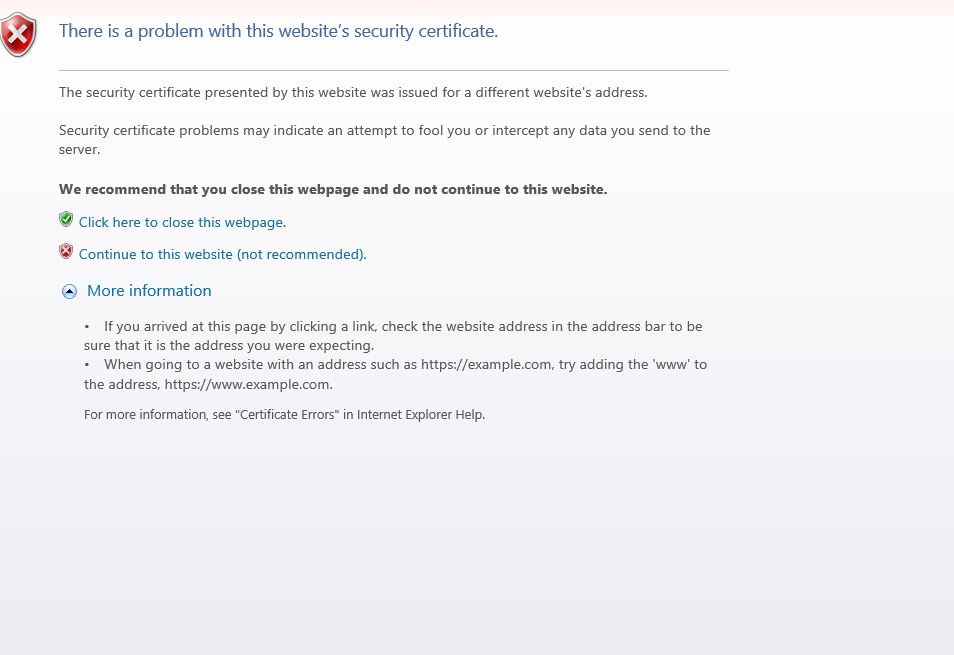 There is a problem with this website's security certificate.
The security certificate presented by this website was issued for a different website's address.
Security certificate problems may indicate an attempt to fool you or intercept any data you send to the
server.
We recommend that you close this webpage and do not continue to this website.
Click here to close this webpage.
Continue to this website (not recommended).
More information
• If you arrived at this page by clicking a link, check the website address in the address bar to be
sure that it is the address you were expecting.
• When going to a website with an address such as https://example.com, try adding the 'www' to
the address, https://www.example.com.
For more information, see "Certificate Errors" in Internet Explorer Help.